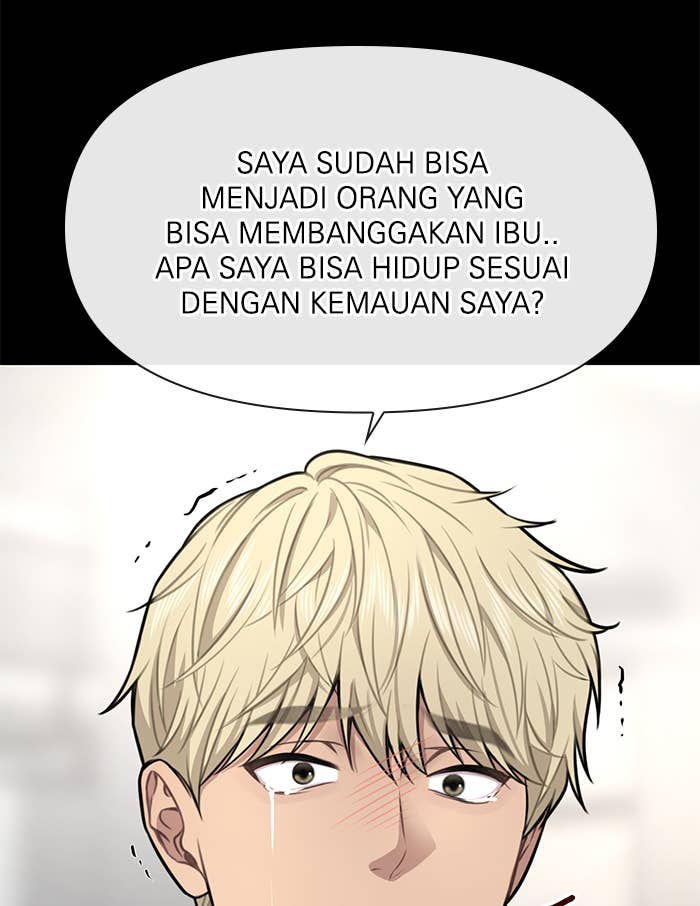 SAYA SUDAH BISA
MENJADI ORANG YANG
BISA MEMBANGGAKAN IBU..
APA SAYA BISA HIDUP SESUAI
DENGAN KEMAUAN SAYA?